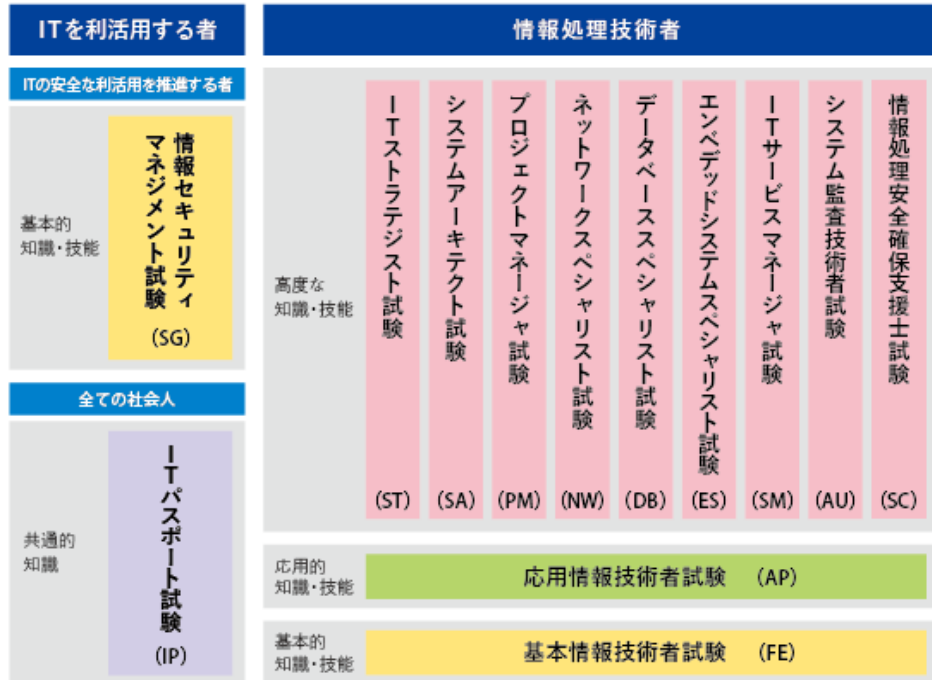 ITを利活用する者
ITの安全な利活用を推進する者
基本的
知識・技能
情報セキュリティ
マネジメント試験
(SG)
全ての社会人
共通的
知識
ITパスポート試験
(IP)
情報処理技術者
高度な
知識・技能
ITストラテジスト試験
(ST)
システムアーキテクト試験
(SA)
プロジェクトマネージャ試験
(PM)
ネットワークスペシャリスト試験
(NW)
データベーススペシャリスト試験
(DB)
エンベデッドシステムスペシャリスト試験
(ES)
ITサービスマネージャ試験
(SM)
システム監査技術者試験
(AU)
情報処理安全確保支援士試験
(SC)
応用的
知識・技能
応用情報技術者試験 (AP)
基本的
知識・技能
基本情報技術者試験 (FE)